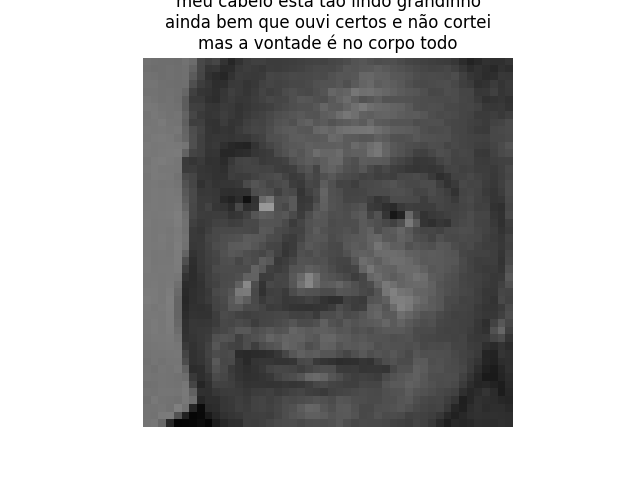 meu cabelo está tão lindo grandinho
ainda bem que ouvi certos e não cortei
mas a vontade é no corpo todo